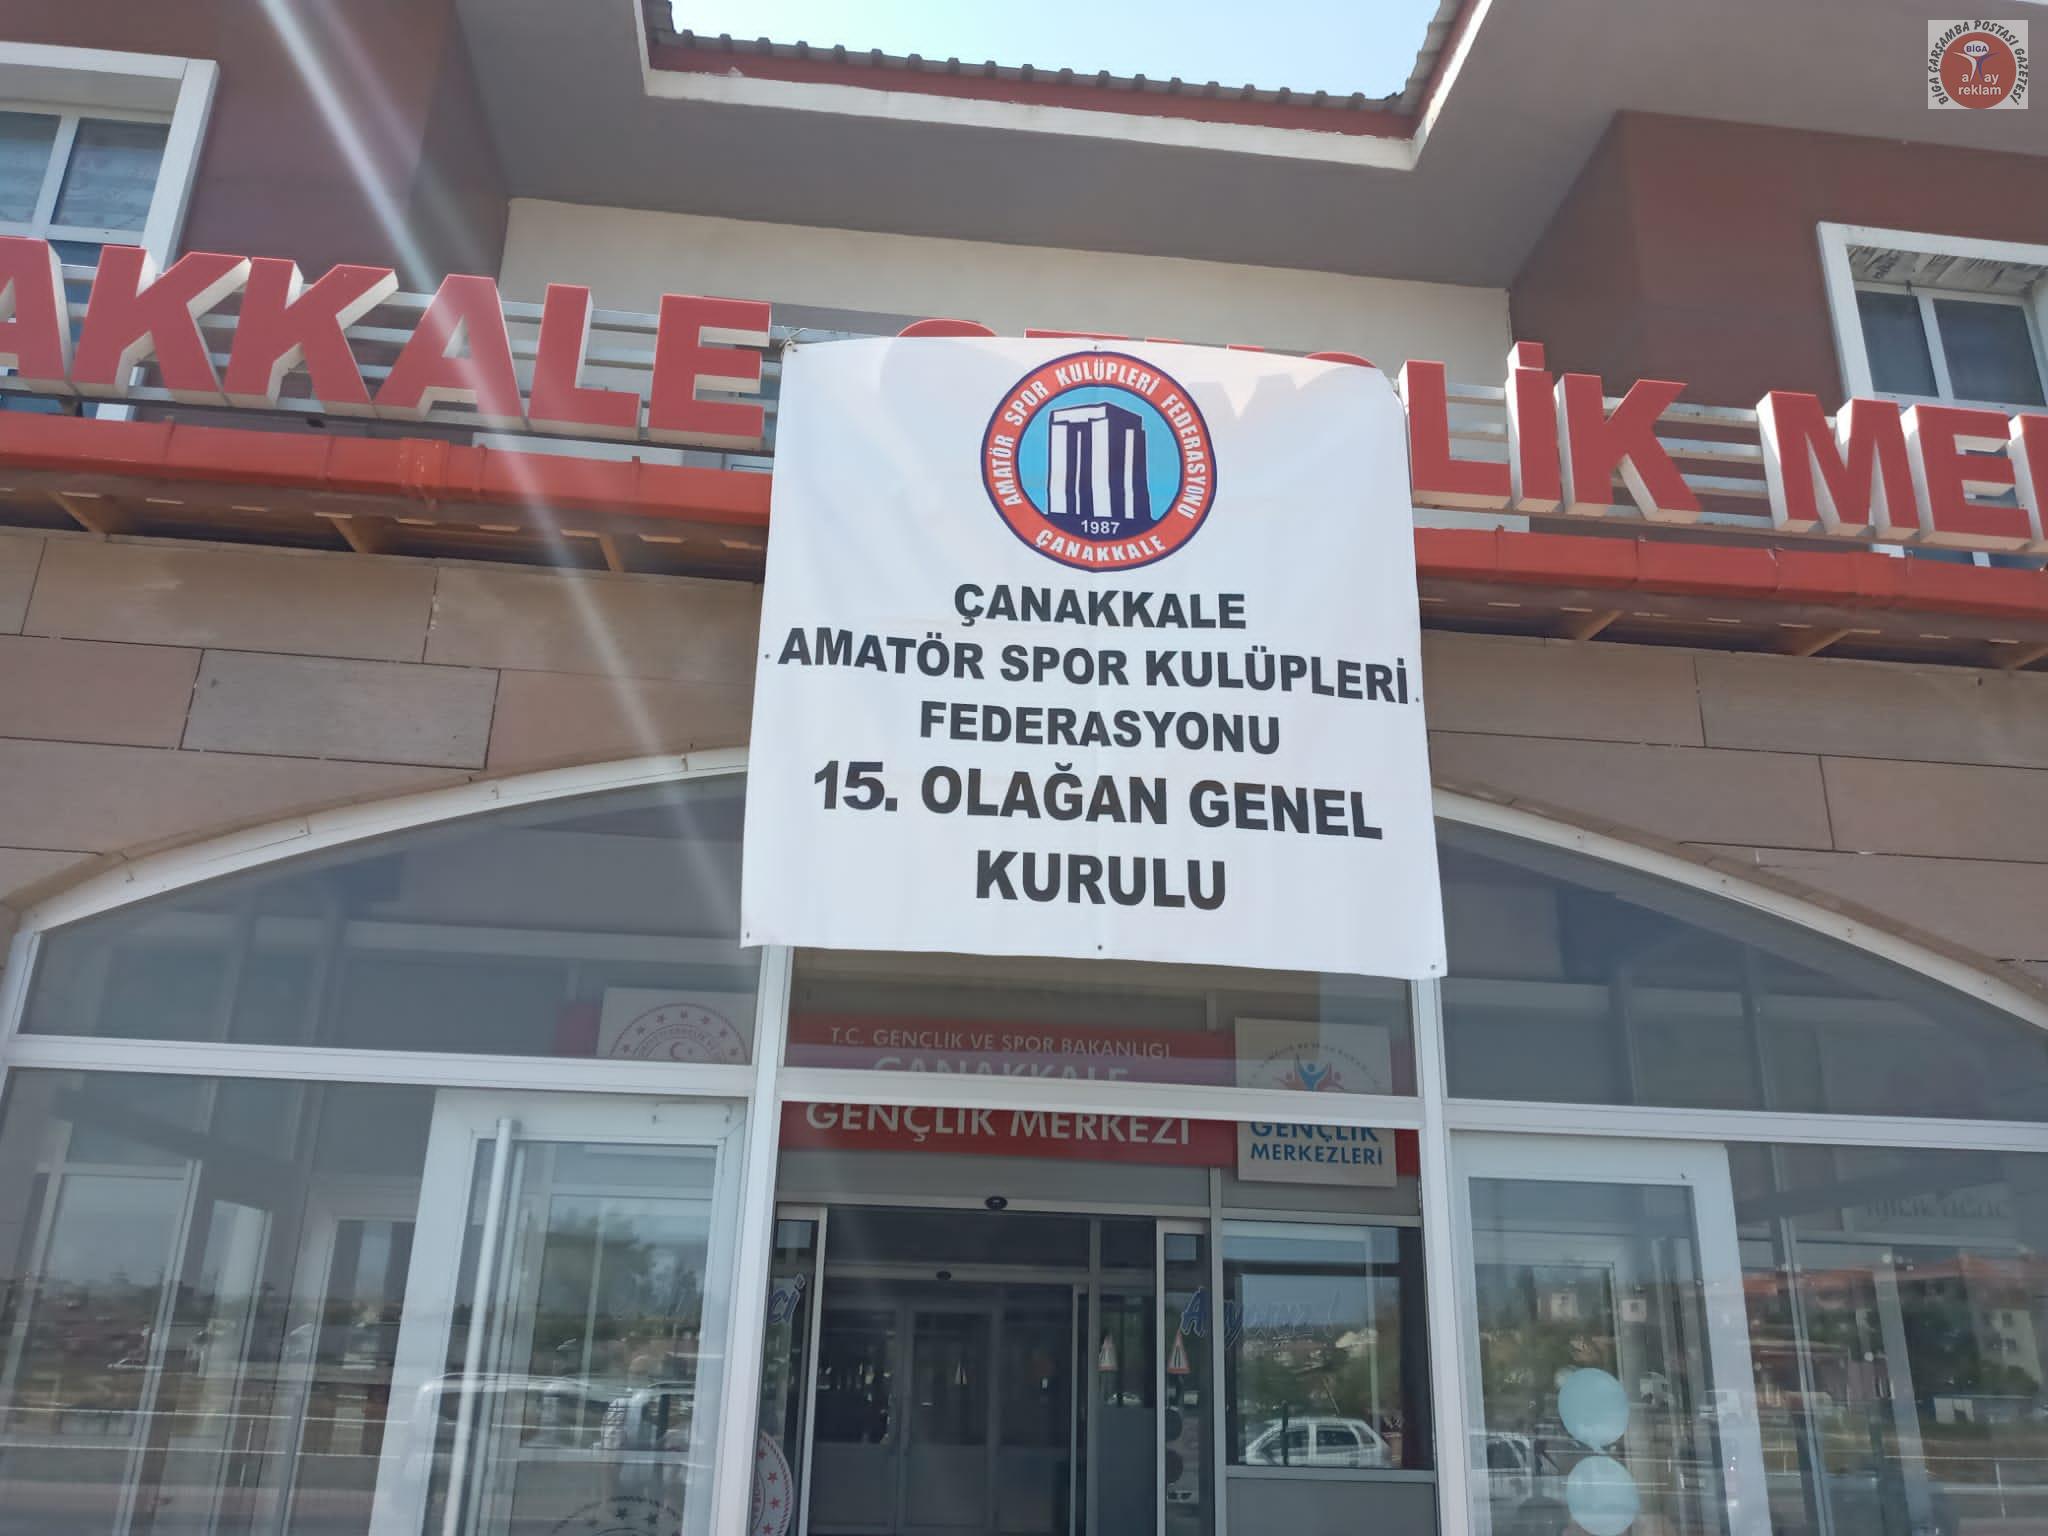 BİGA ÇARŞAMBA POSTASI GAZETESİ
BİGA
reklam
AKKALE
LİK MER
AMATÖR SPOR KULÜPLERİ FEDERASYONU
1987
ÇANAKKALE
ÇANAKKALE
AMATÖR SPOR KULÜPLERİ
FEDERASYONU
15. OLAĞAN GENEL
KURULU
T.C. GENÇLİK VE SPOR BAKANLIĞI
ÇANAKKALE
GENÇLİK MERKEZİ
GENÇLİK
MERKEZLERİ